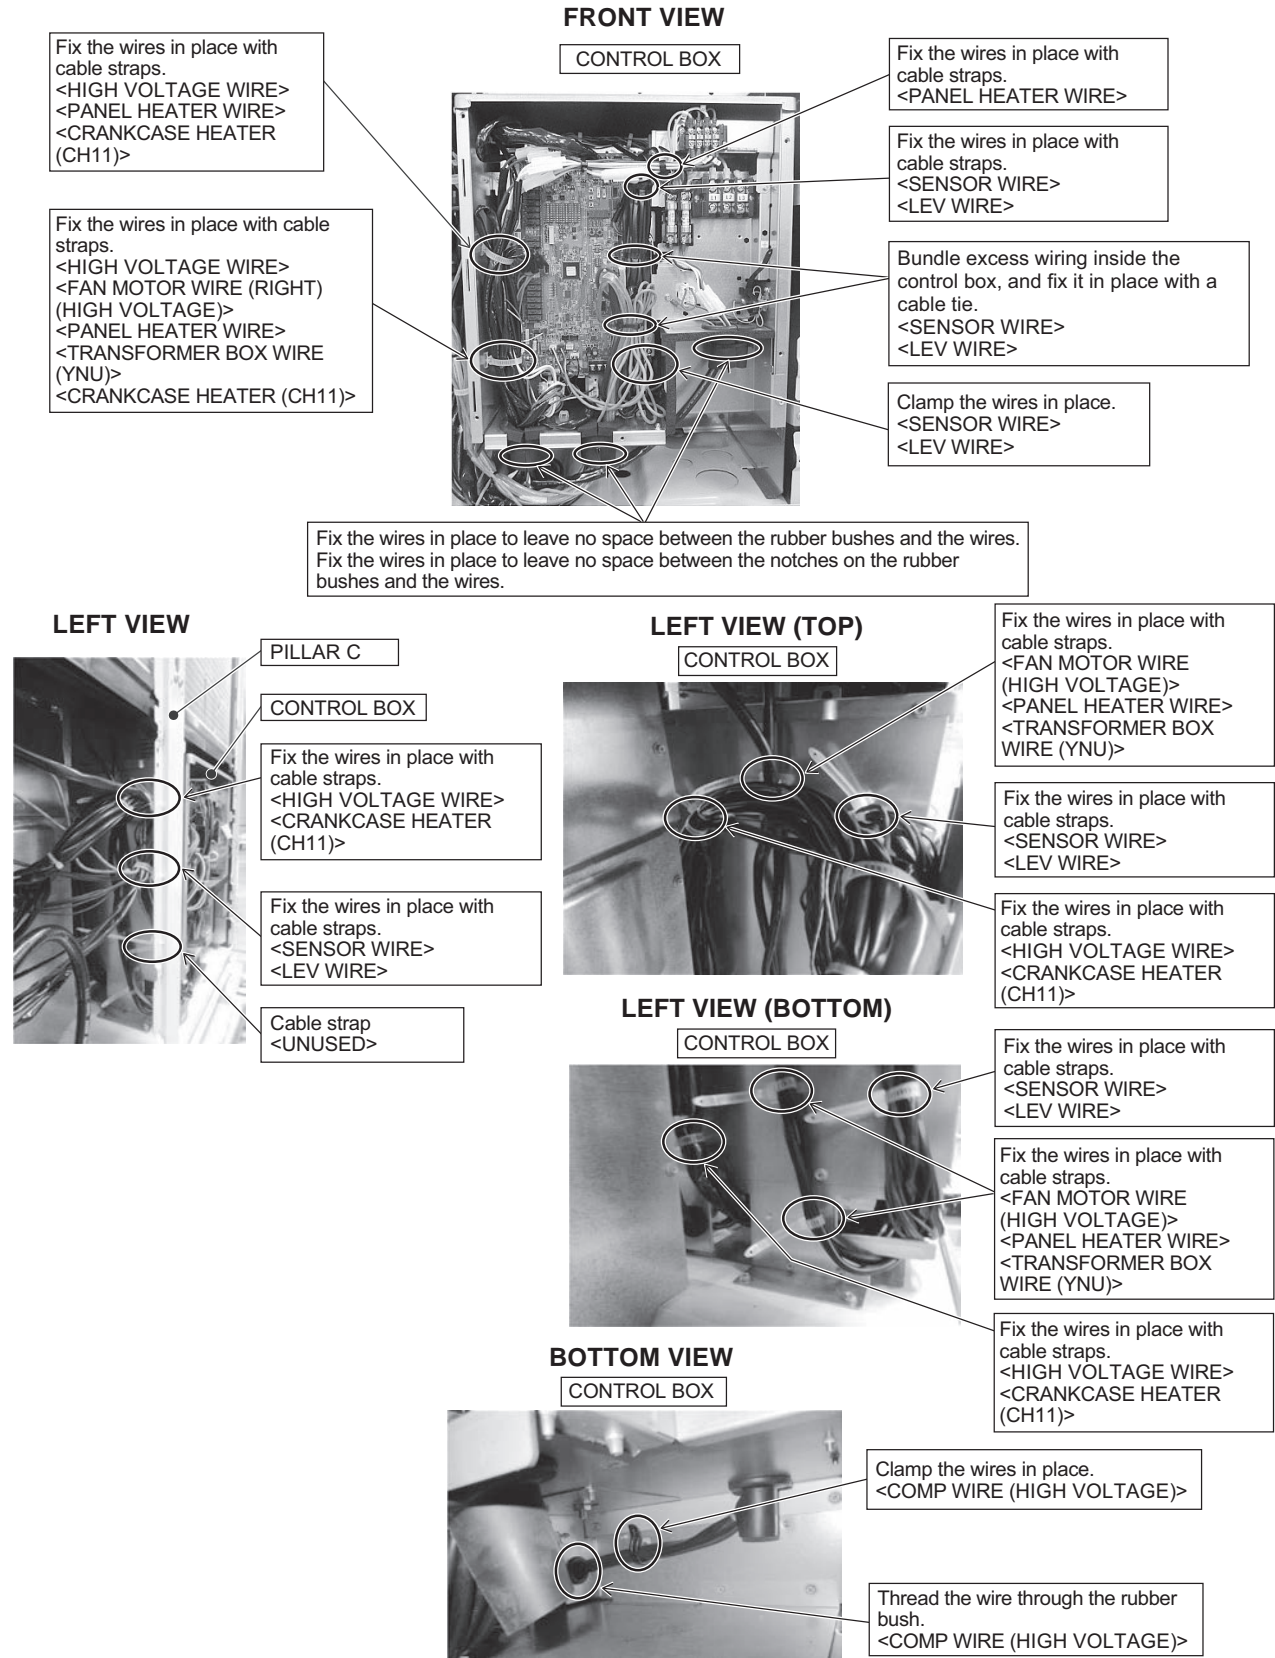 FRONT VIEW
CONTROL BOX
Fix the wires in place with
cable straps.
<HIGH VOLTAGE WIRE>
<PANEL HEATER WIRE>
<CRANKCASE HEATER
(CH11)>
Fix the wires in place with cable
straps.
<HIGH VOLTAGE WIRE>
<FAN MOTOR WIRE (RIGHT)
(HIGH VOLTAGE)>
<PANEL HEATER WIRE>
<TRANSFORMER BOX WIRE
(YNU)>
<CRANKCASE HEATER (CH11)>
Fix the wires in place with
cable straps.
<PANEL HEATER WIRE>
Fix the wires in place with
cable straps.
<SENSOR WIRE>
<LEV WIRE>
Bundle excess wiring inside the
control box, and fix it in place with a
cable tie.
<SENSOR WIRE>
<LEV WIRE>
Clamp the wires in place.
<SENSOR WIRE>
<LEV WIRE>
Fix the wires in place to leave no space between the rubber bushes and the wires.
Fix the wires in place to leave no space between the notches on the rubber
bushes and the wires.
LEFT VIEW
PILLAR C
CONTROL BOX
Fix the wires in place with
cable straps.
<HIGH VOLTAGE WIRE>
<CRANKCASE HEATER
(CH11)>
Fix the wires in place with
cable straps.
<SENSOR WIRE>
<LEV WIRE>
Cable strap
<UNUSED>
LEFT VIEW (TOP)
CONTROL BOX
Fix the wires in place with
cable straps.
<FAN MOTOR WIRE
(HIGH VOLTAGE)>
<PANEL HEATER WIRE>
<TRANSFORMER BOX
WIRE (YNU)>
Fix the wires in place with
cable straps.
<SENSOR WIRE>
<LEV WIRE>
Fix the wires in place with
cable straps.
<HIGH VOLTAGE WIRE>
<CRANKCASE HEATER
(CH11)>
LEFT VIEW (BOTTOM)
CONTROL BOX
Fix the wires in place with
cable straps.
<SENSOR WIRE>
<LEV WIRE>
Fix the wires in place with
cable straps.
<FAN MOTOR WIRE
(HIGH VOLTAGE)>
<PANEL HEATER WIRE>
<TRANSFORMER BOX
WIRE (YNU)>
Fix the wires in place with
cable straps.
<HIGH VOLTAGE WIRE>
<CRANKCASE HEATER
(CH11)>
BOTTOM VIEW
CONTROL BOX
Clamp the wires in place.
<COMP WIRE (HIGH VOLTAGE)>
Thread the wire through the rubber
bush.
<COMP WIRE (HIGH VOLTAGE)>